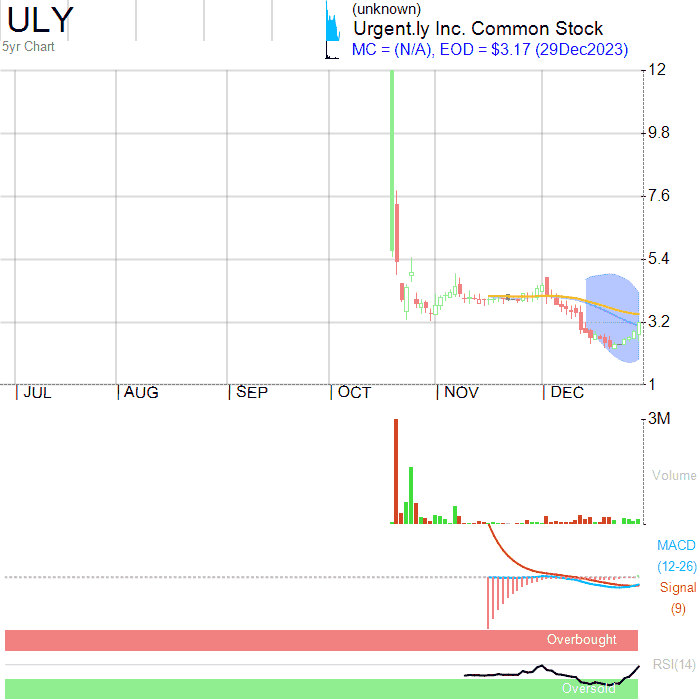 ULY
(unknown)
Urgent.ly Inc. Common Stock
5yr Chart
MC = (N/A), EOD = $3.17 (29Dec2023)
12
9.8
7.6
5.4
3.2
1
JUL AUG SEP OCT NOV DEC
3M
Volume
MACD
(12-26)
Signal
(9)
Overbought
RSI(14)
Oversold